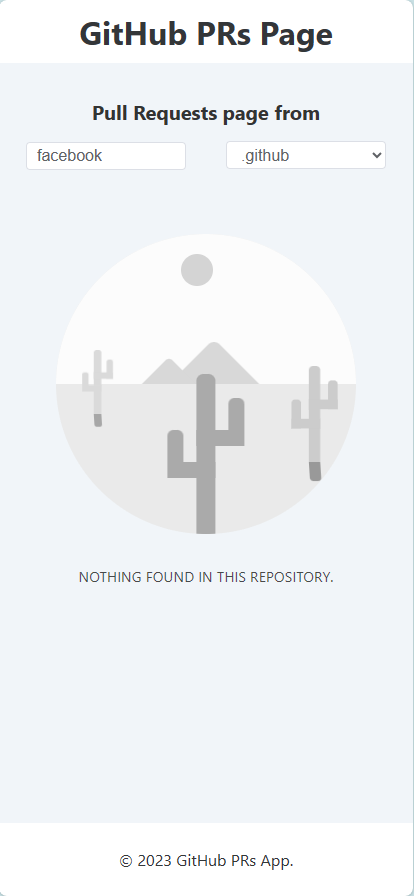 GitHub PRs Page
Pull Requests page from
facebook .github
NOTHING FOUND IN THIS REPOSITORY.
© 2023 GitHub PRs App.